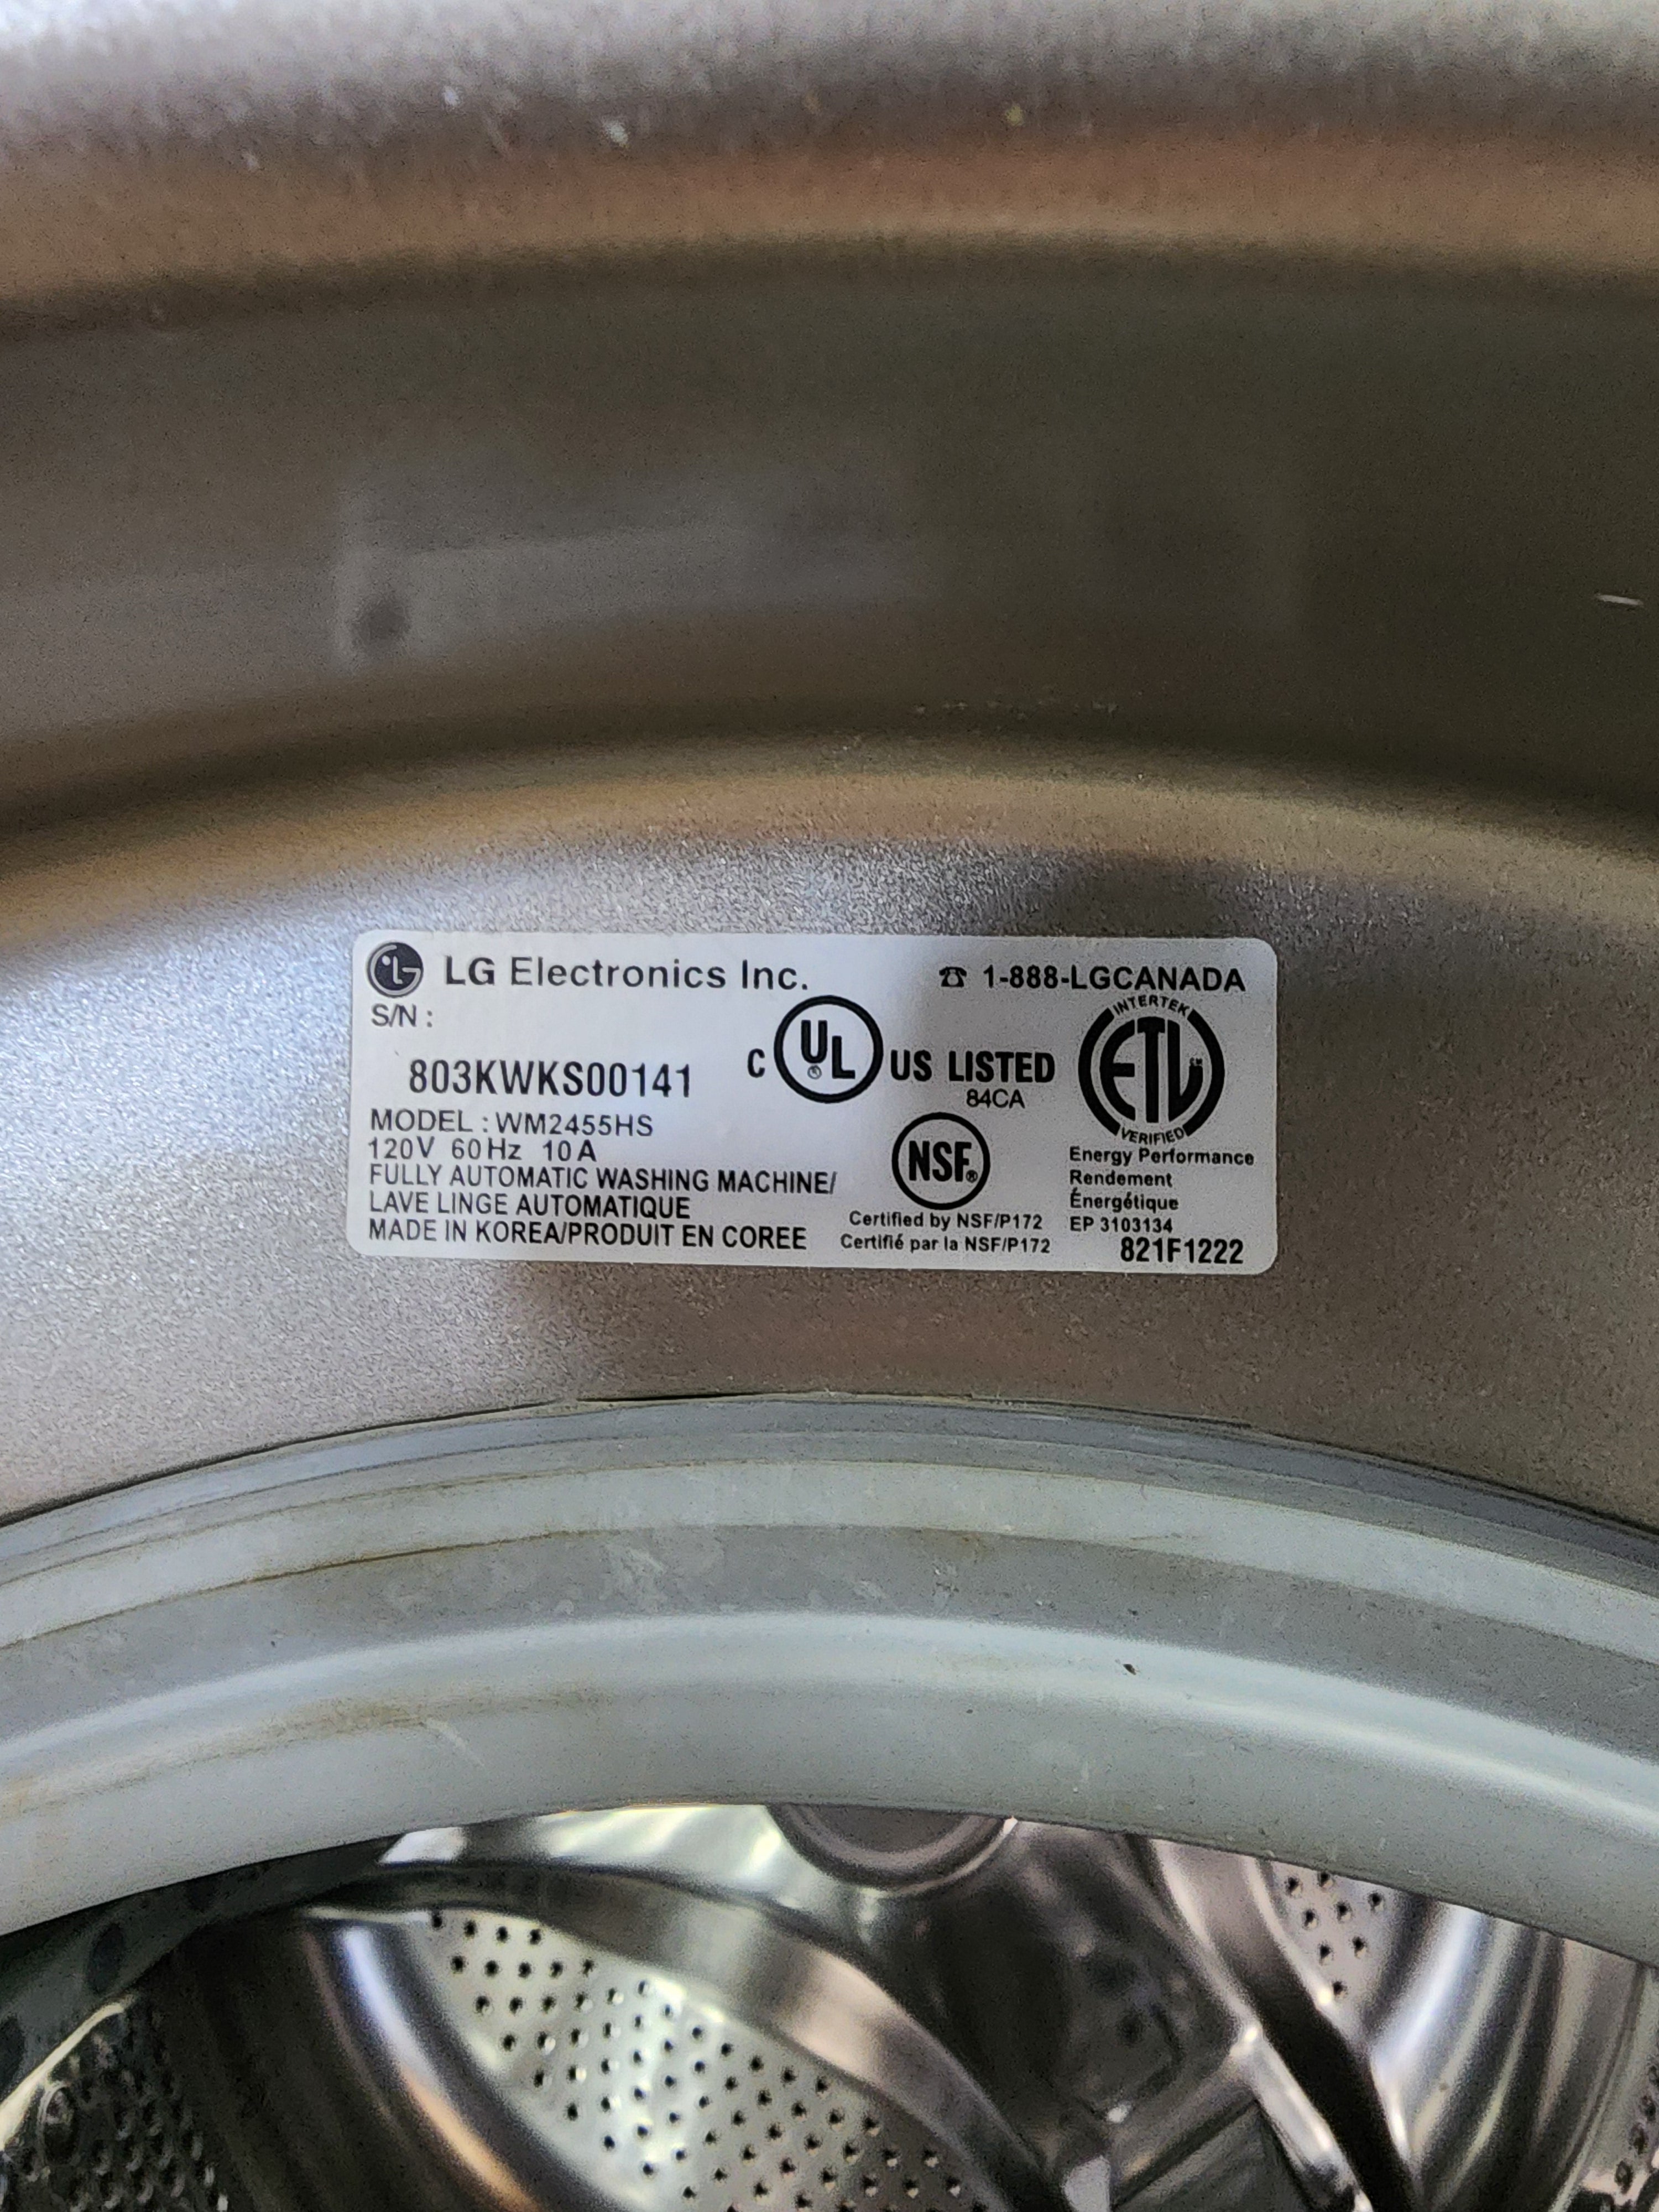 LG LG Electronics Inc. ☎ 1-888-LGCANADA
S/N :
803KWKS00141
C UL ® US LISTED
84CA
INTERTEK
ETL CM
VERIFIED
MODEL : WM2455HS
120V 60Hz 10A
FULLY AUTOMATIC WASHING MACHINE/
LAVE LINGE AUTOMATIQUE
MADE IN KOREA/PRODUIT EN COREE
NSF®
Certified by NSF/P172
Certifié par la NSF/P172
Energy Performance
Rendement
Énergétique
EP 3103134
821F1222